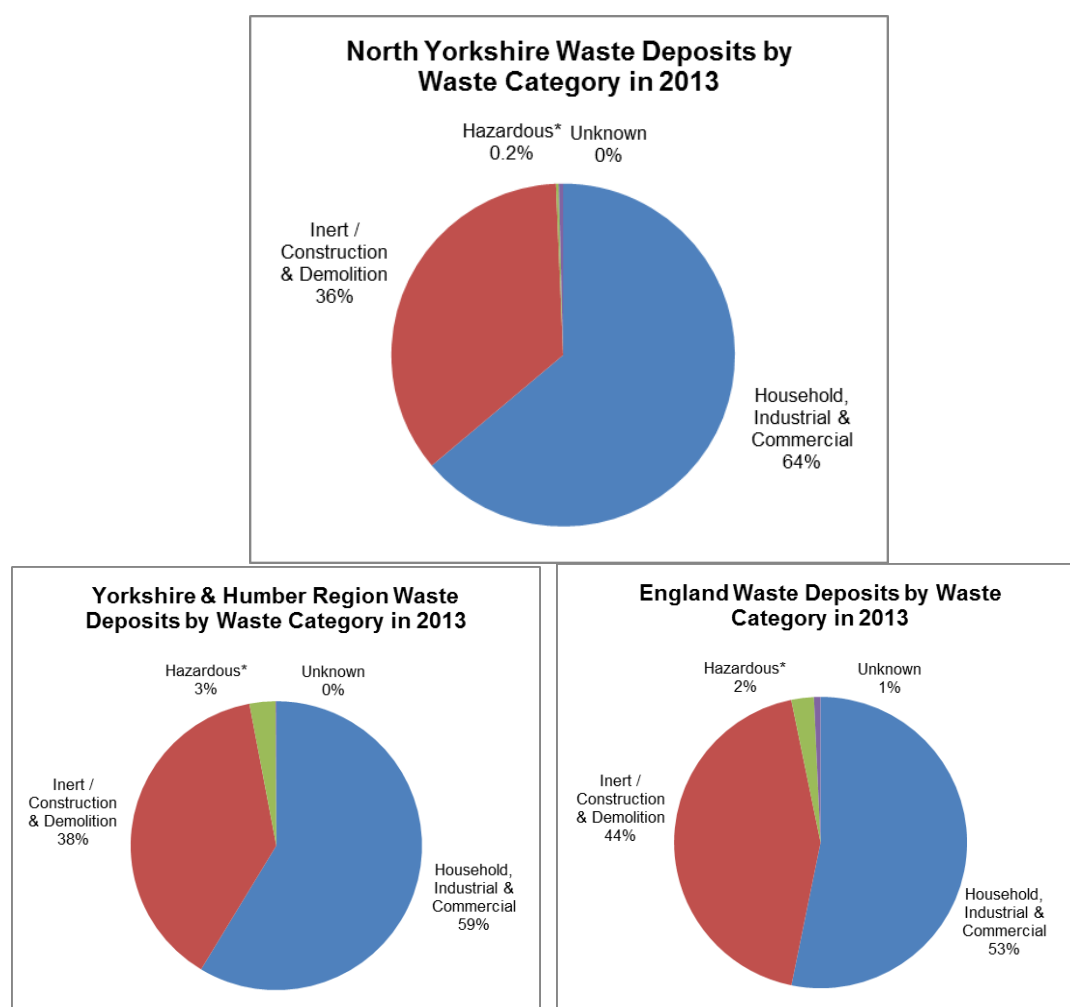 North Yorkshire Waste Deposits by
Waste Category in 2013
Hazardous*
0.2%
Unknown
0%
Inert /
Construction
& Demolition
36%
Household,
Industrial &
Commercial
64%
Yorkshire & Humber Region Waste
Deposits by Waste Category in 2013
Hazardous*
3%
Unknown
0%
Inert /
Construction
& Demolition
38%
Household,
Industrial &
Commercial
59%
England Waste Deposits by Waste
Category in 2013
Hazardous*
2%
Unknown
1%
Inert /
Construction
& Demolition
44%
Household,
Industrial &
Commercial
53%